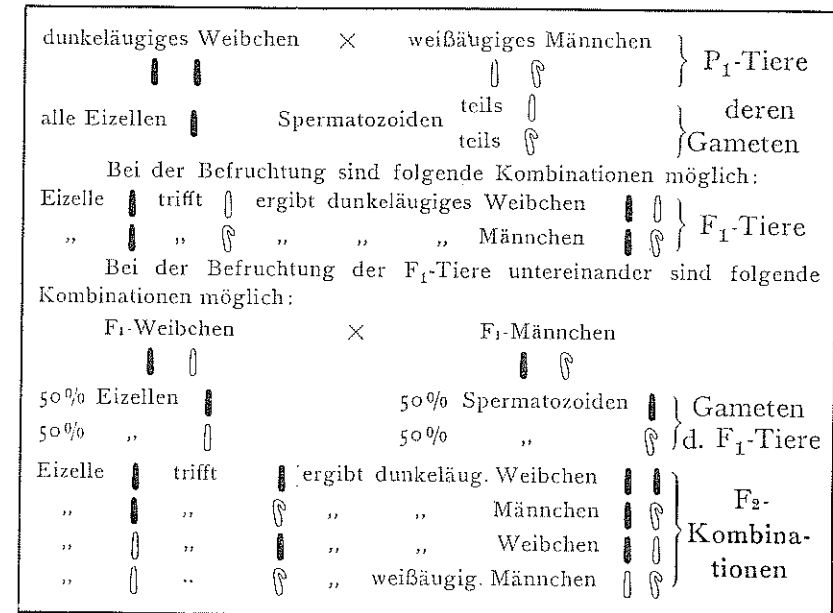 dunkeläugiges Weibchen × weißäugiges Männchen } P₁-Tiere
alle Eizellen Spermatozoiden teils
teils } deren Gameten
Bei der Befruchtung sind folgende Kombinationen möglich:
Eizelle trifft ergibt dunkeläugiges Weibchen
„ „ „ „ „ Männchen } F₁-Tiere
Bei der Befruchtung der F₁-Tiere untereinander sind folgende
Kombinationen möglich:
F₁-Weibchen × F₁-Männchen
50% Eizellen 50% Spermatozoiden } Gameten
50% „ 50% „ d. F₁-Tiere
Eizelle trifft ergibt dunkeläug. Weibchen
„ „ „ „ Männchen
„ „ „ „ Weibchen
„ „ „ weißäugig. Männchen
} F₂-
Kombina-
tionen